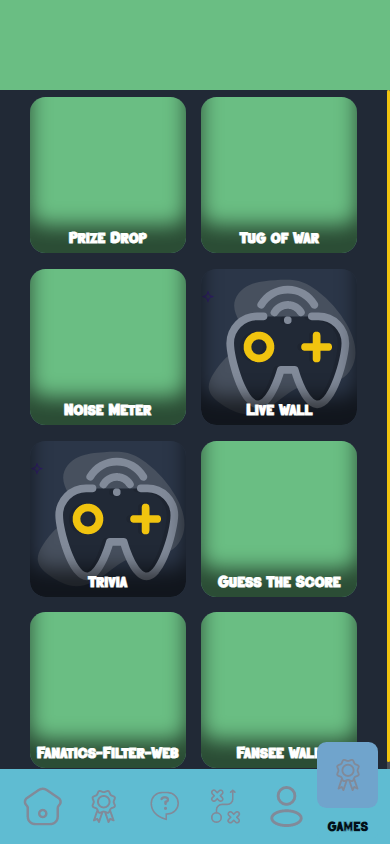 Prize Drop
Tug of War
Noise Meter
Live Wall
Trivia
Guess the Score
Fanatics-Filter-Web
Fansee Wall
GAMES